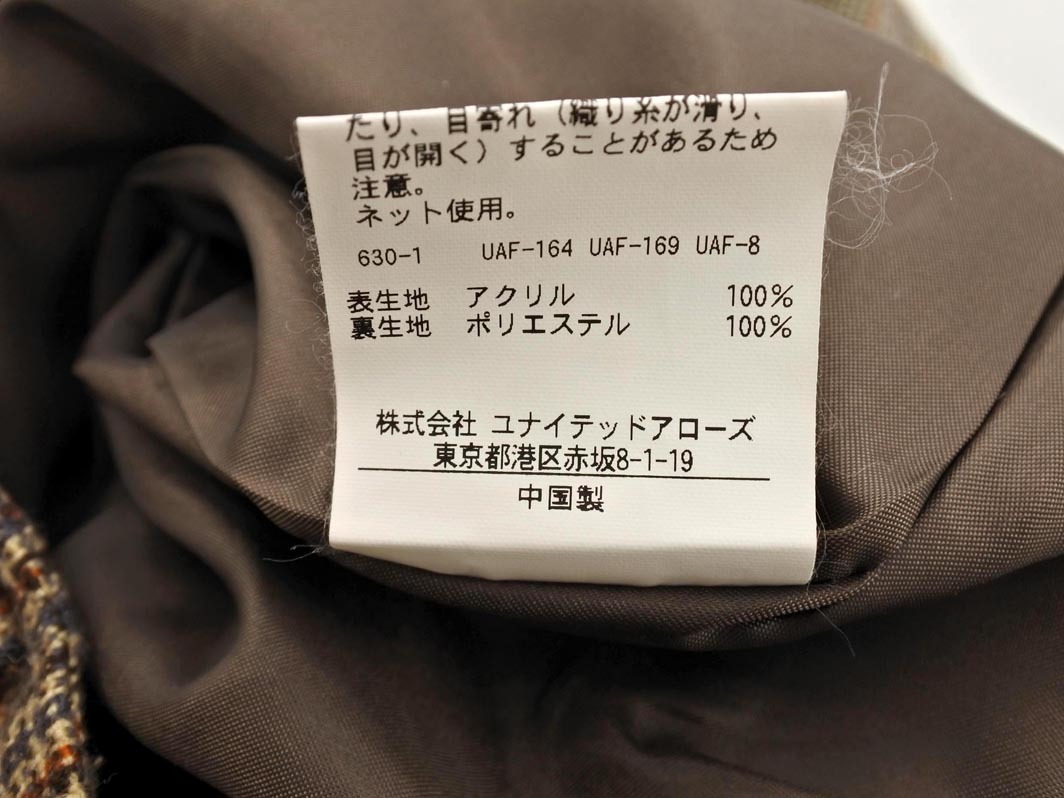 たり、目寄れ（織り糸が滑り、
目が開く）することがあるため
注意。
ネット使用。
630-1 UAF-164 UAF-169 UAF-8
表生地 アクリル 100%
裏生地 ポリエステル 100%
株式会社 ユナイテッドアローズ
東京都港区赤坂8-1-19
中国製